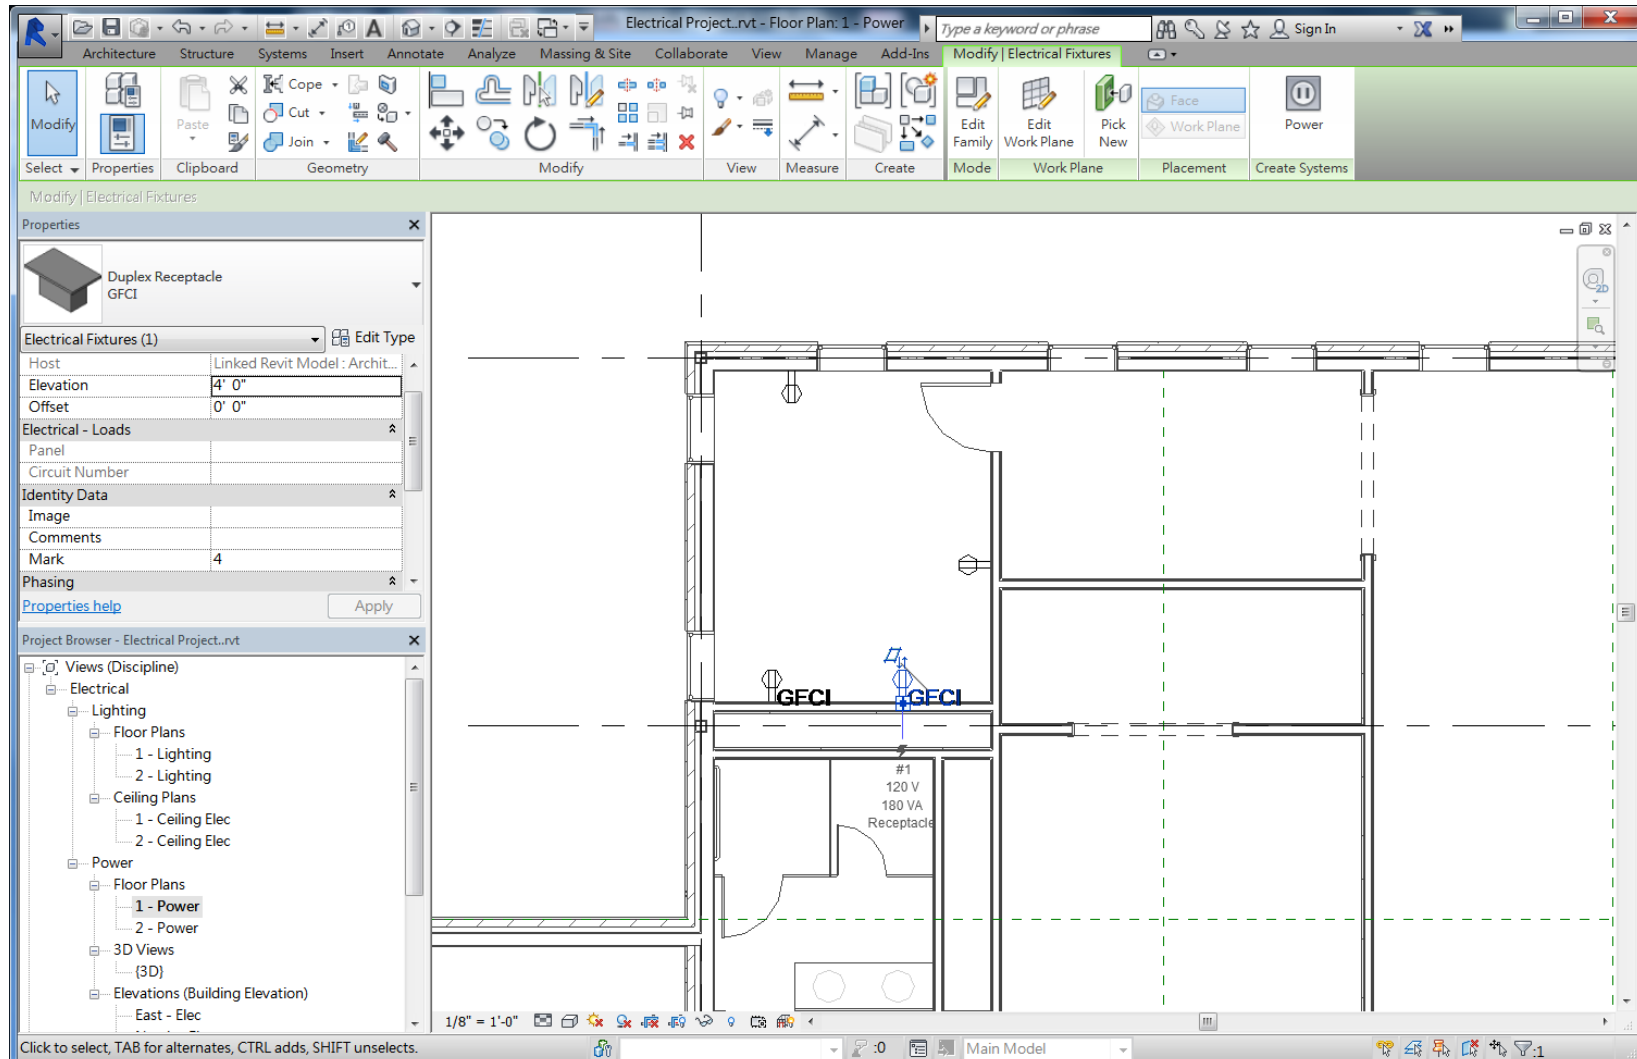 Electrical Project..rvt - Floor Plan: 1 - Power
Type a keyword or phrase
Sign In
Architecture Structure Systems Insert Annotate Analyze Massing & Site Collaborate View Manage Add-Ins Modify | Electrical Fixtures
Modify
Paste
Cope
Cut
Join
Edit Family
Edit Work Plane
Pick New
Face
Work Plane
Power
Select Properties Clipboard Geometry Modify View Measure Create Mode Work Plane Placement Create Systems
Modify | Electrical Fixtures
Properties
Duplex Receptacle
GFCI
Electrical Fixtures (1)
Edit Type
Host Linked Revit Model : Archit...
Elevation 4' 0"
Offset 0' 0"
Electrical - Loads
Panel
Circuit Number
Identity Data
Image
Comments
Mark 4
Phasing
Properties help
Apply
Project Browser - Electrical Project..rvt
Views (Discipline)
Electrical
Lighting
Floor Plans
1 - Lighting
2 - Lighting
Ceiling Plans
1 - Ceiling Elec
2 - Ceiling Elec
Power
Floor Plans
1 - Power
2 - Power
3D Views
{3D}
Elevations (Building Elevation)
East - Elec
2D
GFCI
GFCI
#1
120 V
180 VA
Receptacle
1/8" = 1'-0"
Click to select, TAB for alternates, CTRL adds, SHIFT unselects.
:0
Main Model
:1